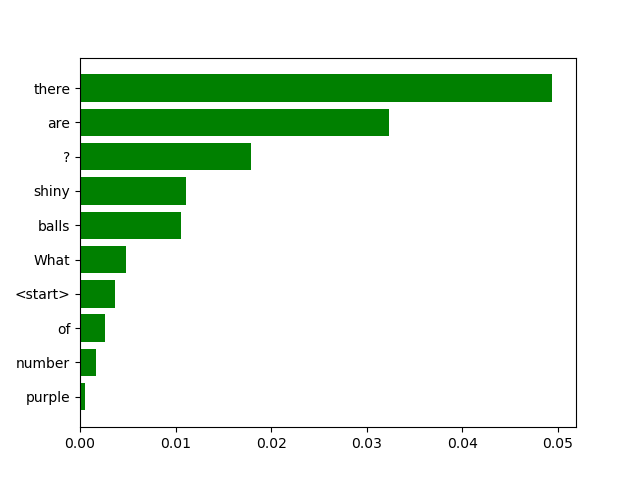 there
are
?
shiny
balls
What
<start>
of
number
purple
0.00 0.01 0.02 0.03 0.04 0.05